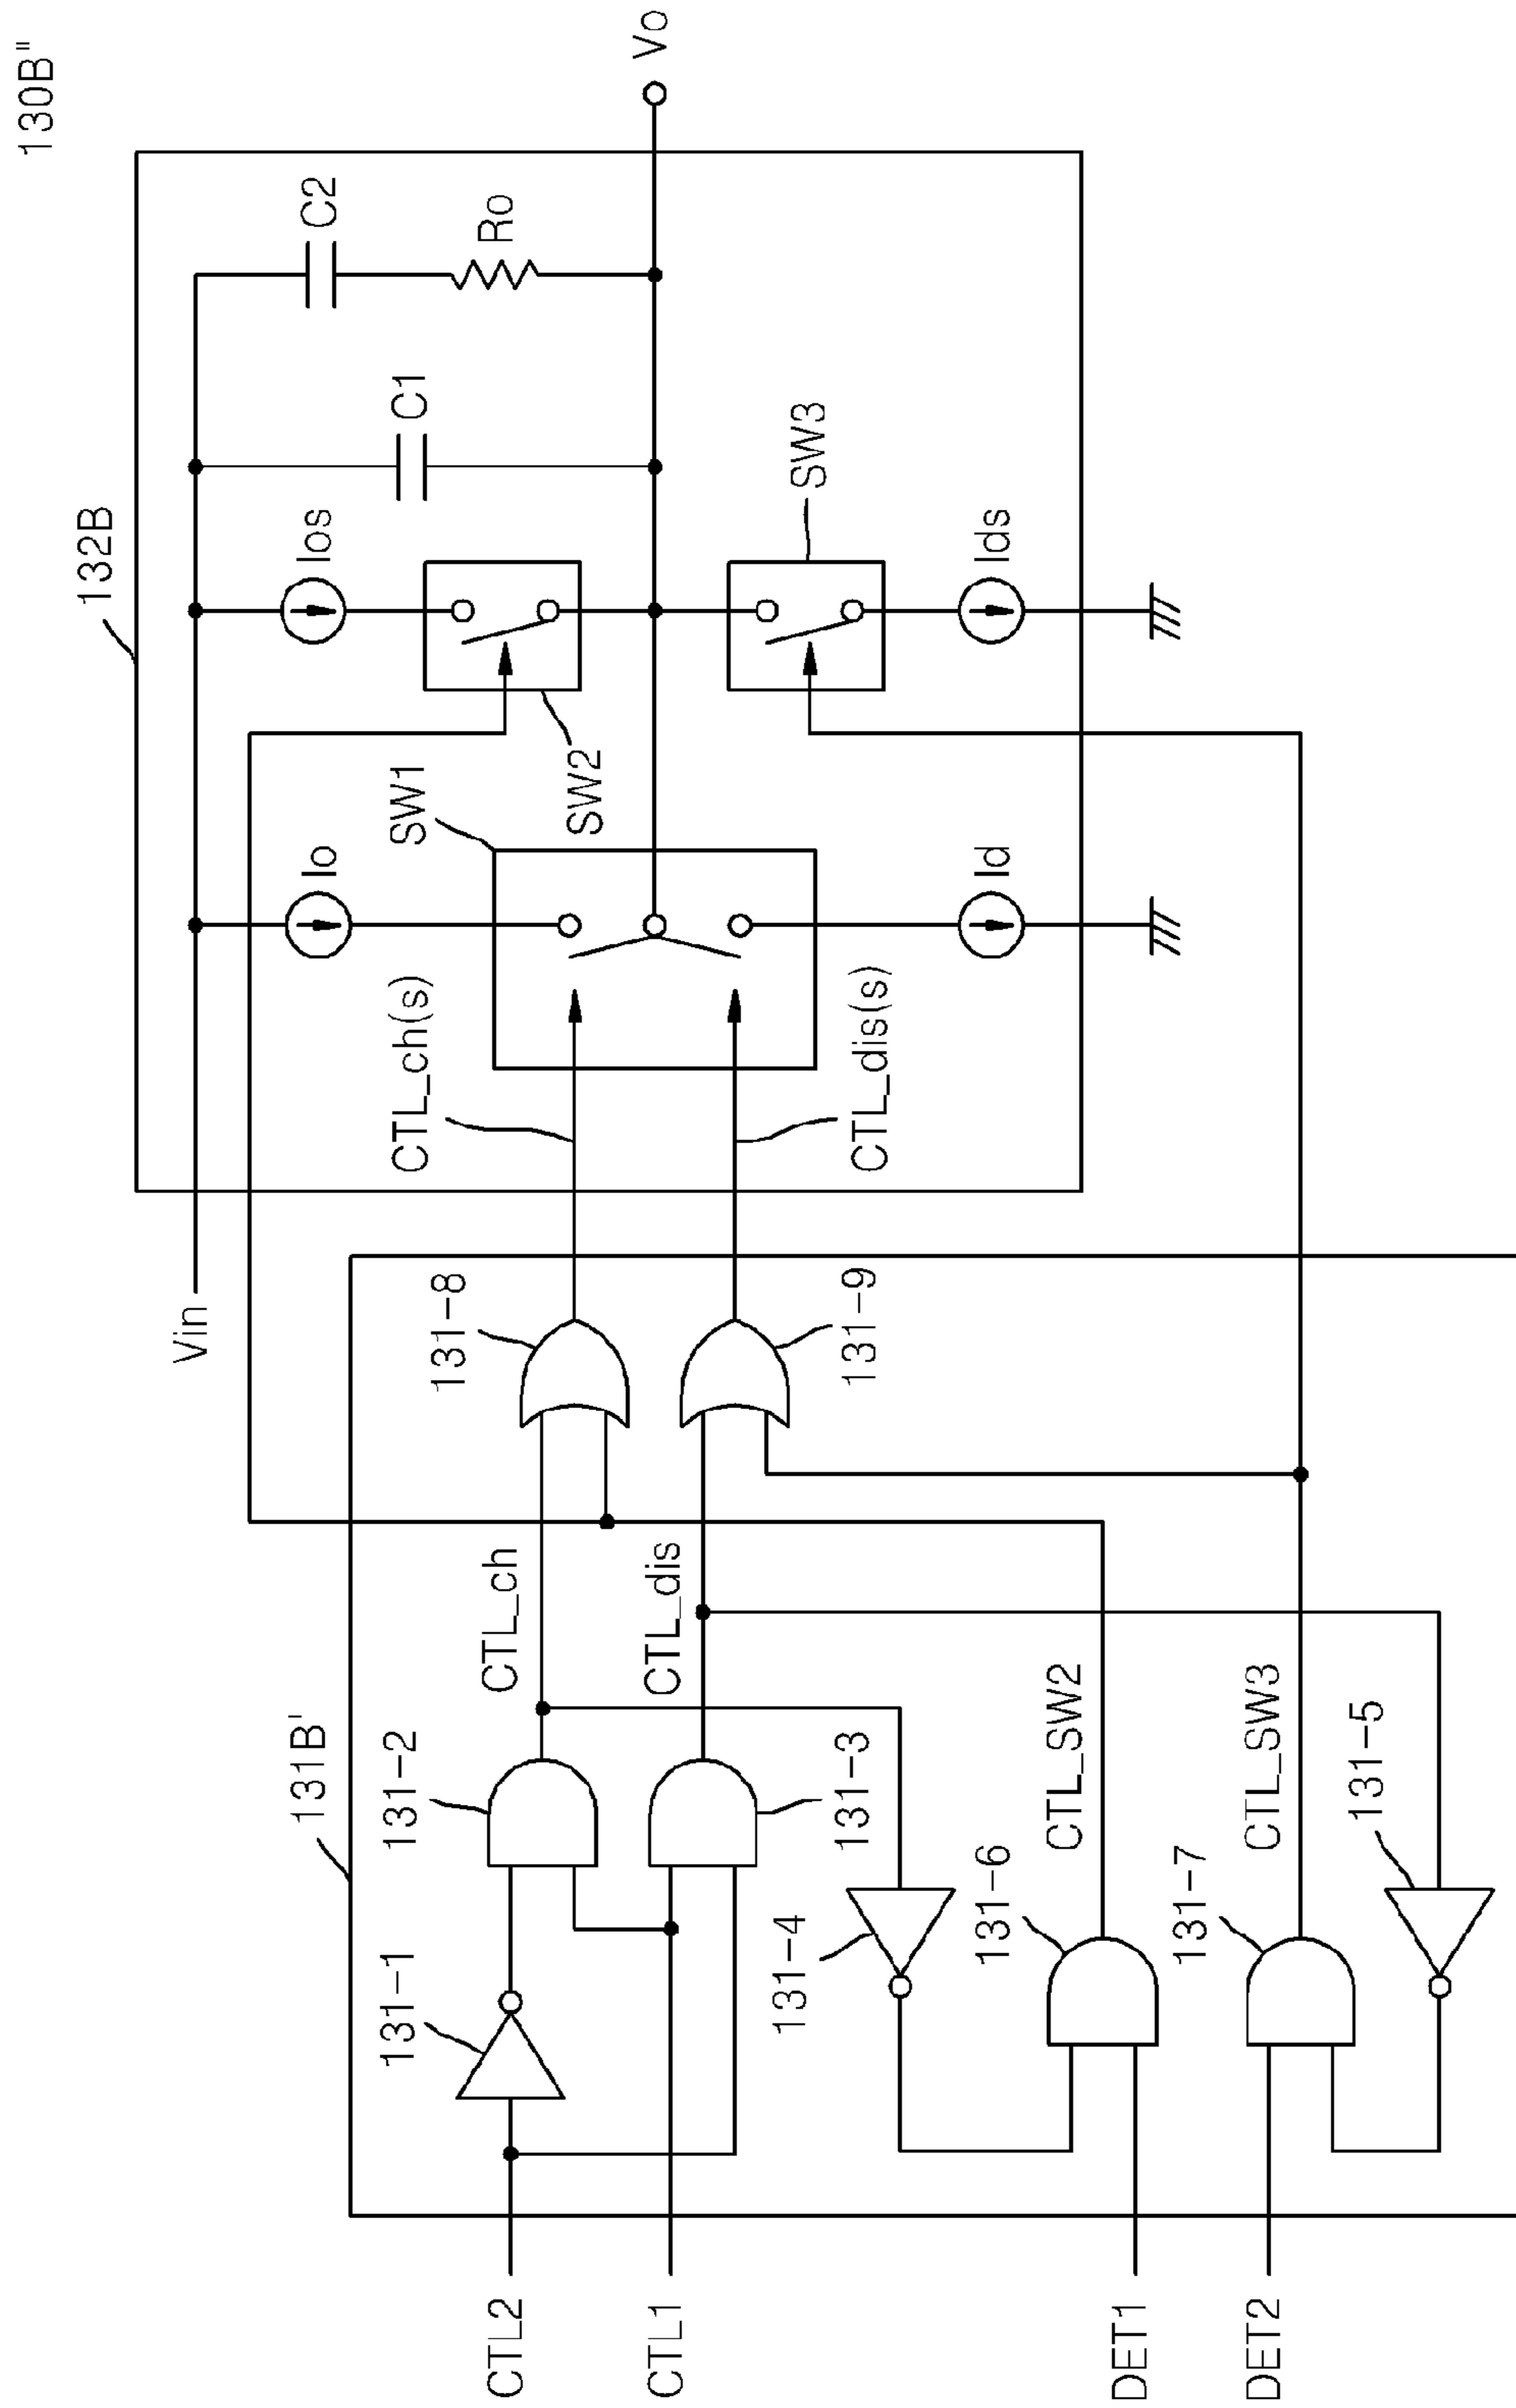 130B"
132B
Vin
Io
Ios
C1
C2
Ro
Vo
SW1
SW2
SW3
Id
Ids
CTL_ch(s)
CTL_dis(s)
131B'
131-1
131-2
131-3
131-4
131-5
131-6
131-7
131-8
131-9
CTL_ch
CTL_dis
CTL_SW2
CTL_SW3
CTL2
CTL1
DET1
DET2